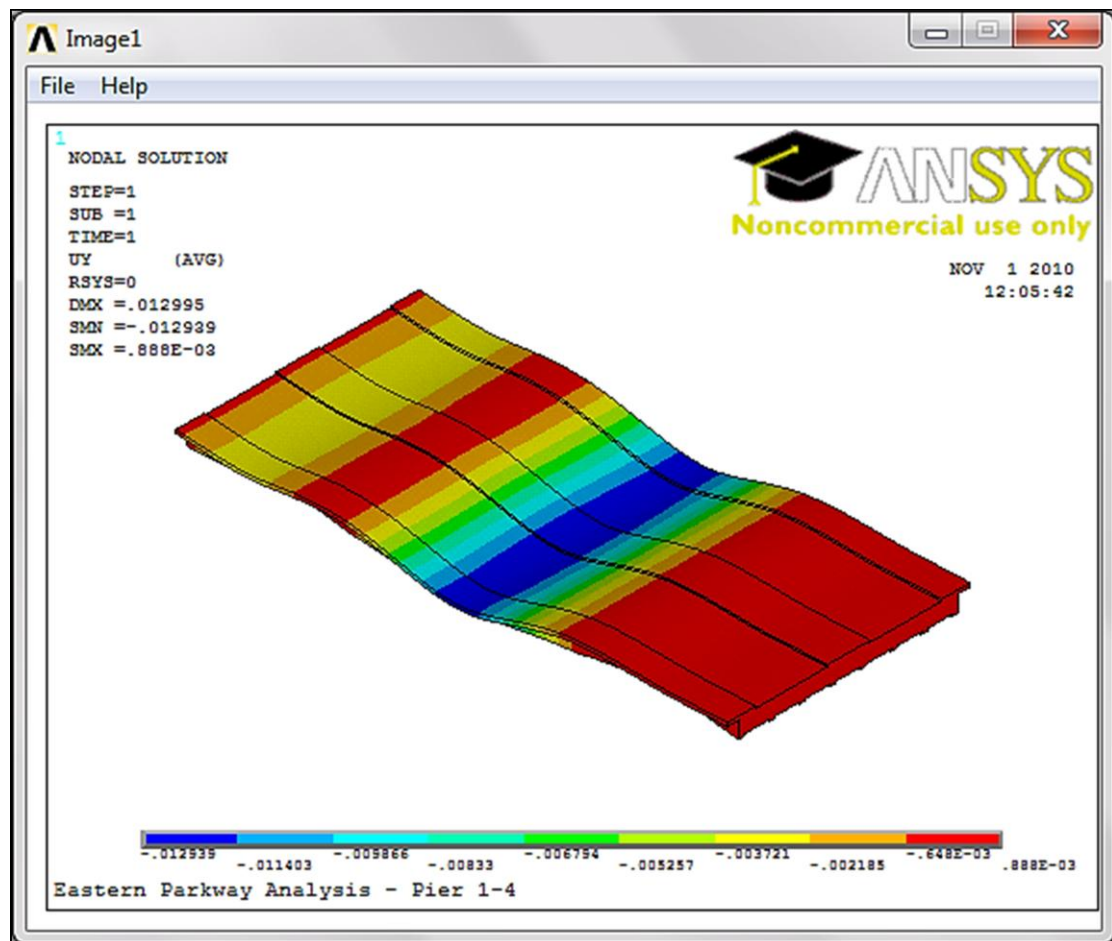 Image1
File Help
1
NODAL SOLUTION
STEP=1
SUB =1
TIME=1
UY (AVG)
RSYS=0
DMX =.012995
SMN =-.012939
SMX =.888E-03
ANSYS
Noncommercial use only
NOV 1 2010
12:05:42
-.012939 -.009866 -.006794 -.003721 -.648E-03
-.011403 -.00833 -.005257 -.002185 .888E-03
Eastern Parkway Analysis - Pier 1-4